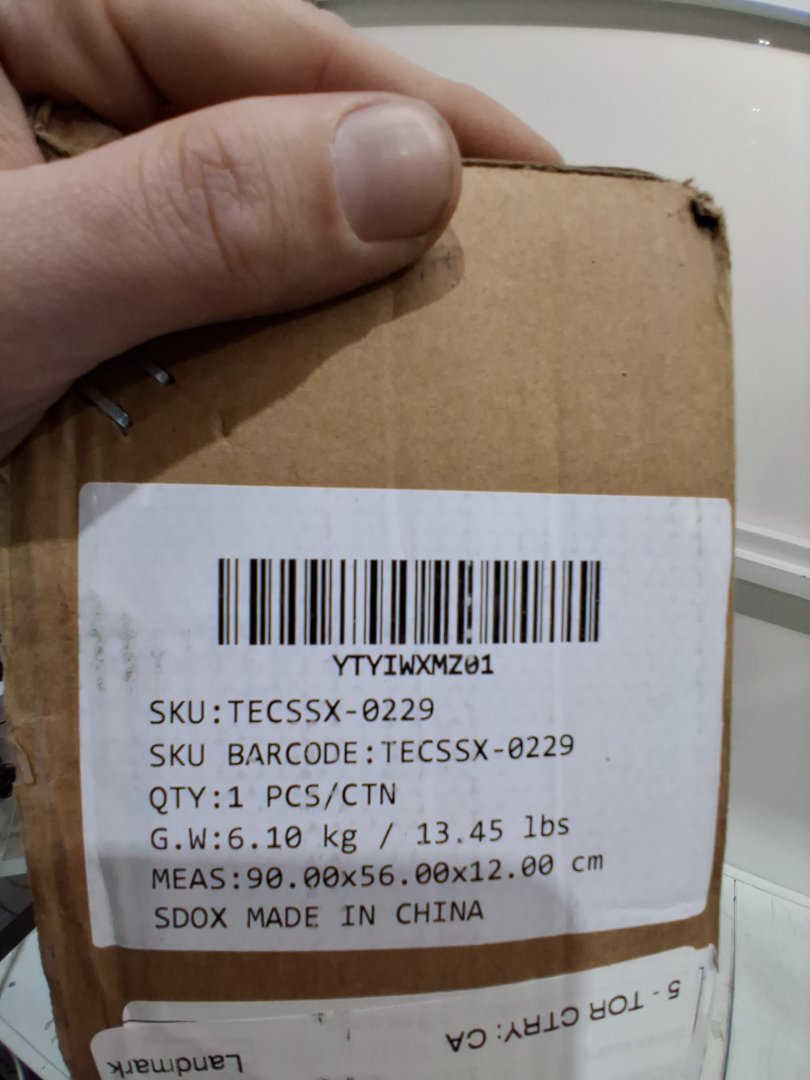 YTYIWXMZ01
SKU:TECSSX-0229
SKU BARCODE:TECSSX-0229
QTY:1 PCS/CTN
G.W:6.10 kg / 13.45 lbs
MEAS:90.00x56.00x12.00 cm
SDOX MADE IN CHINA
5 - TOR CTRY: CA
Landmark